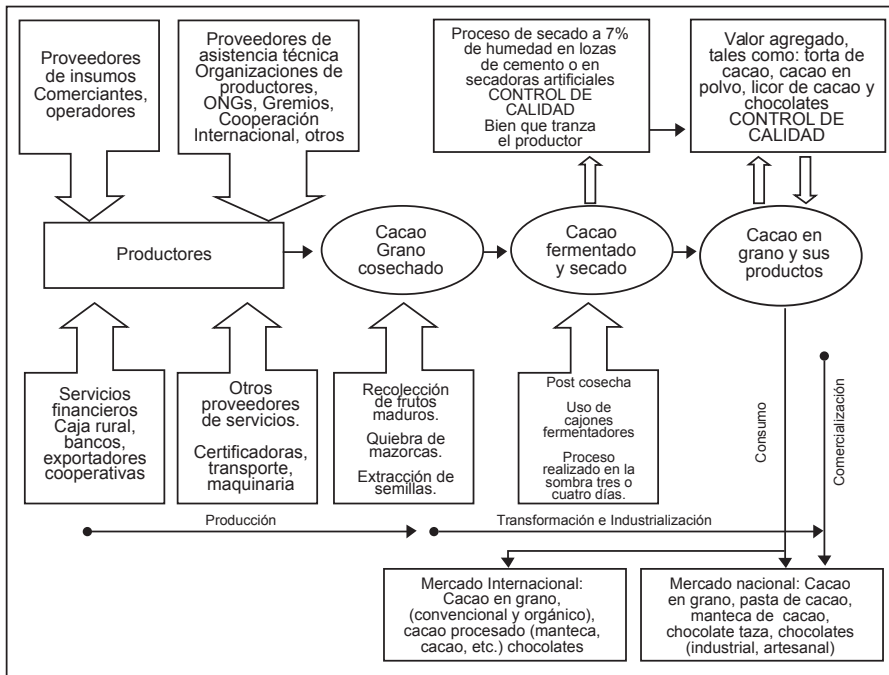 Proveedores
de insumos
Comerciantes,
operadores
Proveedores de
asistencia técnica
Organizaciones de
productores,
ONGs, Gremios,
Cooperación
Internacional, otros
Proceso de secado a 7%
de humedad en lozas
de cemento o en
secadoras artificiales
CONTROL DE
CALIDAD
Bien que tranza
el productor
Valor agregado,
tales como: torta de
cacao, cacao en
polvo, licor de cacao y
chocolates
CONTROL DE
CALIDAD
Productores
Cacao
Grano
cosechado
Cacao
fermentado
y secado
Cacao en
grano y sus
productos
Servicios
financieros
Caja rural,
bancos,
exportadores
cooperativas
Otros
proveedores
de servicios.
Certificadoras,
transporte,
maquinaria
Recolección
de frutos
maduros.
Quiebra de
mazorcas.
Extracción de
semillas.
Post cosecha
Uso de
cajones
fermentadores
Proceso
realizado en la
sombra tres o
cuatro días.
Consumo
Comercialización
Producción
Transformación e Industrialización
Mercado Internacional:
Cacao en grano,
(convencional y orgánico),
cacao procesado (manteca,
cacao, etc.) chocolates
Mercado nacional: Cacao
en grano, pasta de cacao,
manteca de cacao,
chocolate taza, chocolates
(industrial, artesanal)